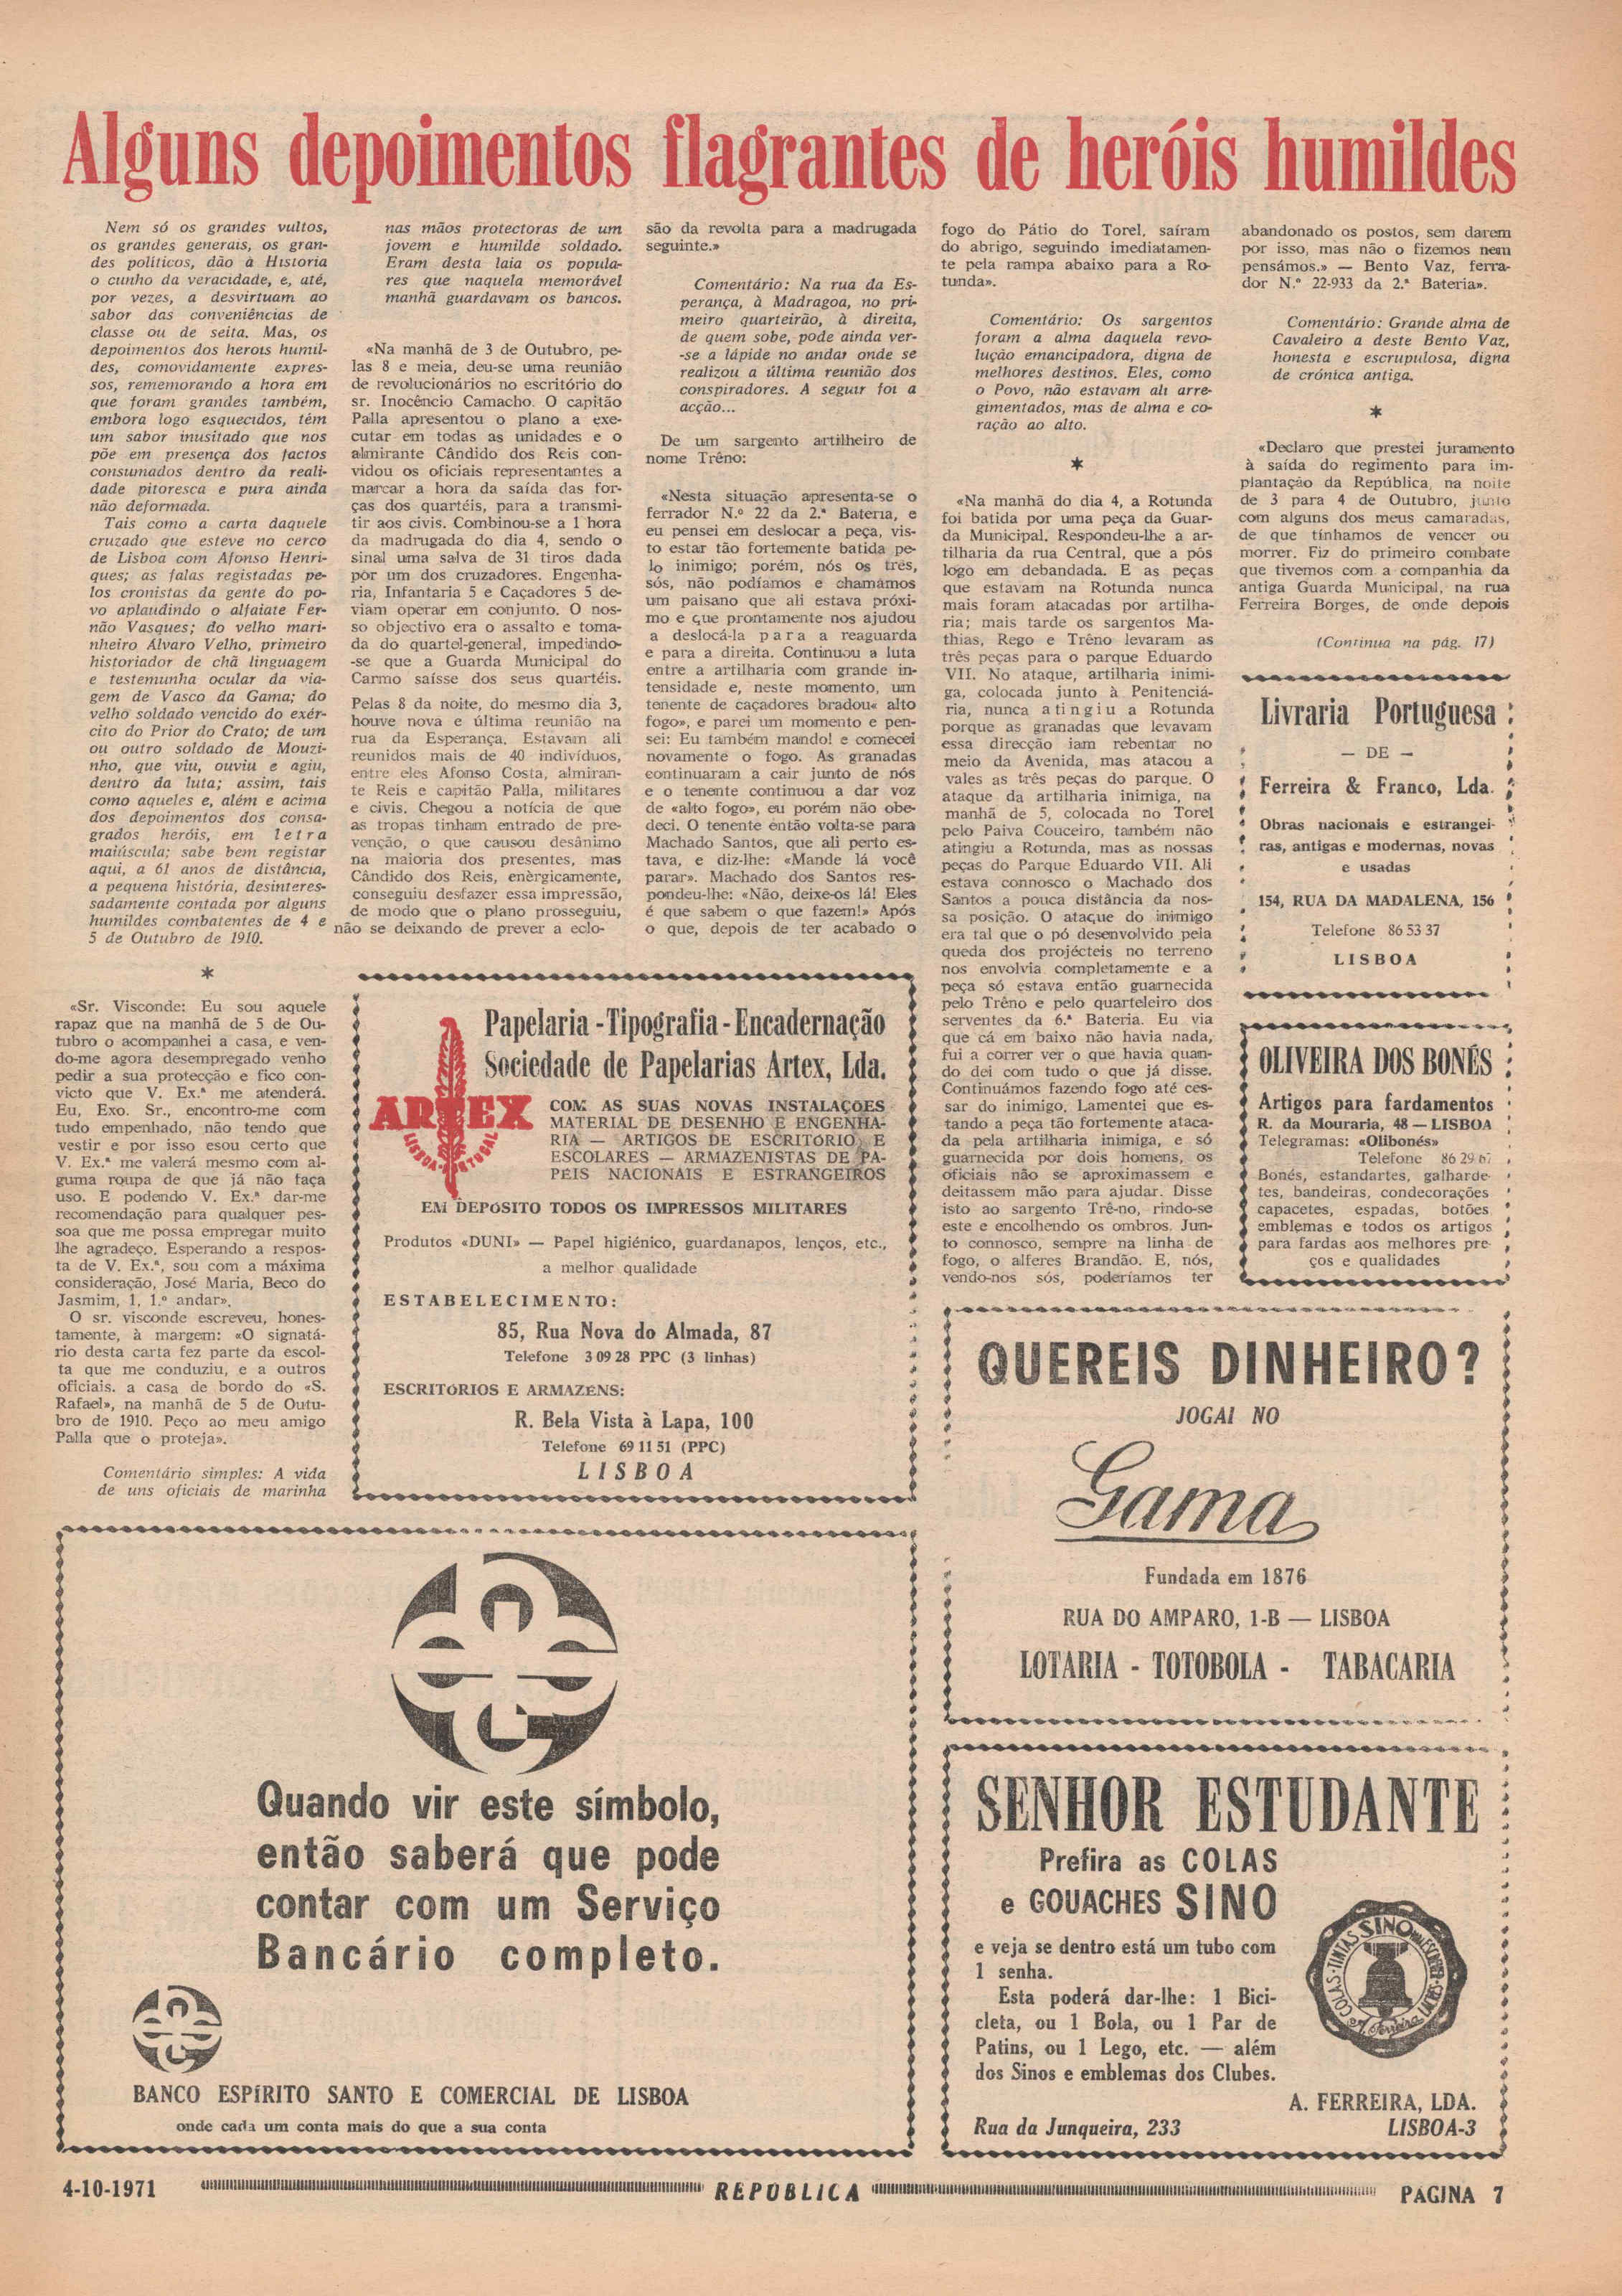 Alguns depoimentos flagrantes de heróis humildes
Nem só os grandes vultos,
os grandes generais, os gran-
des políticos, dão à Historia
o cunho da veracidade, e, até,
por vezes, a desvirtuam ao
sabor das conveniências de
classe ou de seita. Mas, os
depoimentos dos herois humil-
des, comovidamente expres-
sos, rememorando a hora em
que foram grandes também,
embora logo esquecidos, têm
um sabor inusitado que nos
põe em presença dos factos
consumados dentro da reali-
dade pitoresca e pura ainda
não deformada.
Tais como a carta daquele
cruzado que esteve no cerco
de Lisboa com Afonso Henri-
ques; as falas registadas pe-
los cronistas da gente do po-
vo aplaudindo o alfaiate Fer-
não Vasques; do velho mari-
nheiro Álvaro Velho, primeiro
historiador de chã linguagem
e testemunha ocular da via-
gem de Vasco da Gama; do
velho soldado vencido do exér-
cito do Prior do Crato; de um
ou outro soldado de Mouzi-
nho, que viu, ouviu e agiu,
dentro da luta; assim, tais
como aqueles e, além e acima
dos depoimentos dos consa-
grados heróis, em letra
maiúscula; sabe bem registar
aqui, a 61 anos de distância,
a pequena história, desinteres-
sadamente contada por alguns
humildes combatentes de 4 e
5 de Outubro de 1910.
*
«Sr. Visconde: Eu sou aquele
rapaz que na manhã de 5 de Ou-
tubro o acompanhei a casa, e ven-
do-me agora desempregado venho
pedir a sua protecção e fico con-
victo que V. Ex.ª me atenderá.
Eu, Exo. Sr., encontro-me com
tudo empenhado, não tendo que
vestir e por isso esou certo que
V. Ex.ª me valerá mesmo com al-
guma roupa de que já não faça
uso. E podendo V. Ex.ª dar-me
recomendação para qualquer pes-
soa que me possa empregar muito
lhe agradeço. Esperando a respos-
ta de V. Ex.ª, sou com a máxima
consideração, José Maria, Beco do
Jasmim, 1, 1.º andar».
O sr. visconde escreveu, hones-
tamente, à margem: «O signatá-
rio desta carta fez parte da escol-
ta que me conduziu, e a outros
oficiais. a casa de bordo do «S.
Rafael», na manhã de 5 de Outu-
bro de 1910. Peço ao meu amigo
Palla que o proteja».
Comentário simples: A vida
de uns oficiais de marinha
nas mãos protectoras de um
jovem e humilde soldado.
Eram desta laia os popula-
res que naquela memorável
manhã guardavam os bancos.
«Na manhã de 3 de Outubro, pe-
las 8 e meia, deu-se uma reunião
de revolucionários no escritório do
sr. Inocêncio Camacho. O capitão
Palla apresentou o plano a exe-
cutar em todas as unidades e o
almirante Cândido dos Reis con-
vidou os oficiais representantes a
marcar a hora da saída das for-
ças dos quartéis, para a transmi-
tir aos civis. Combinou-se a 1 hora
da madrugada do dia 4, sendo o
sinal uma salva de 31 tiros dada
por um dos cruzadores. Engenha-
ria, Infantaria 5 e Caçadores 5 de-
viam operar em conjunto. O nos-
so objectivo era o assalto e toma-
da do quartel-general, impedindo-
-se que a Guarda Municipal do
Carmo saísse dos seus quartéis.
Pelas 8 da noite, do mesmo dia 3,
houve nova e última reunião na
rua da Esperança. Estavam ali
reunidos mais de 40 indivíduos,
entre eles Afonso Costa, almiran-
te Reis e capitão Palla, militares
e civis. Chegou a notícia de que
as tropas tinham entrado de pre-
venção, o que causou desânimo
na maioria dos presentes, mas
Cândido dos Reis, enèrgicamente,
conseguiu desfazer essa impressão,
de modo que o plano prosseguiu,
não se deixando de prever a eclo-
são da revolta para a madrugada
seguinte.»
Comentário: Na rua da Es-
perança, à Madragoa, no pri-
meiro quarteirão, à direita,
de quem sobe, pode ainda ver-
-se a lápide no andar onde se
realizou a última reunião dos
conspiradores. A seguir foi a
acção...
De um sargento artilheiro de
nome Trêno:
«Nesta situação apresenta-se o
ferrador N.º 22 da 2.ª Bateria, e
eu pensei em deslocar a peça, vis-
to estar tão fortemente batida pe-
lo inimigo; porém, nós os três,
sós, não podíamos e chamámos
um paisano que ali estava próxi-
mo e que prontamente nos ajudou
a deslocá-la para a reaguarda
e para a direita. Continuou a luta
entre a artilharia com grande in-
tensidade e, neste momento, um
tenente de caçadores bradou« alto
fogo», e parei um momento e pen-
sei: Eu também mando! e comecei
novamente o fogo. As granadas
continuaram a cair junto de nós
e o tenente continuou a dar voz
de «alto fogo», eu porém não obe-
deci. O tenente então volta-se para
Machado Santos, que ali perto es-
tava, e diz-lhe: «Mande lá você
parar». Machado dos Santos res-
pondeu-lhe: «Não, deixe-os lá! Eles
é que sabem o que fazem!» Após
o que, depois de ter acabado o
fogo do Pátio do Torel, saíram
do abrigo, seguindo imediatamen-
te pela rampa abaixo para a Ro-
tunda».
Comentário: Os sargentos
foram a alma daquela revo-
lução emancipadora, digna de
melhores destinos. Eles, como
o Povo, não estavam ali arre-
gimentados, mas de alma e co-
ração ao alto.
*
«Na manhã do dia 4, a Rotunda
foi batida por uma peça da Guar-
da Municipal. Respondeu-lhe a ar-
tilharia da rua Central, que a pôs
logo em debandada. E as peças
que estavam na Rotunda nunca
mais foram atacadas por artilha-
ria; mais tarde os sargentos Ma-
thias, Rego e Trêno levaram as
três peças para o parque Eduardo
VII. No ataque, artilharia inimi-
ga, colocada junto à Penitenciá-
ria, nunca atingiu a Rotunda
porque as granadas que levavam
essa direcção iam rebentar no
meio da Avenida, mas atacou a
vales as três peças do parque. O
ataque da artilharia inimiga, na
manhã de 5, colocada no Torel
pelo Paiva Couceiro, também não
atingiu a Rotunda, mas as nossas
peças do Parque Eduardo VII. Ali
estava connosco o Machado dos
Santos a pouca distância da nos-
sa posição. O ataque do inimigo
era tal que o pó desenvolvido pela
queda dos projécteis no terreno
nos envolvia completamente e a
peça só estava então guarnecida
pelo Trêno e pelo quarteleiro dos
serventes da 6.ª Bateria. Eu via
que cá em baixo não havia nada,
fui a correr ver o que havia quan-
do dei com tudo o que já disse.
Continuámos fazendo fogo até ces-
sar do inimigo, Lamentei que es-
tando a peça tão fortemente ataca-
da pela artilharia inimiga, e só
guarnecida por dois homens, os
oficiais não se aproximassem e
deitassem mão para ajudar. Disse
isto ao sargento Trê-no, rindo-se
este e encolhendo os ombros. Jun-
to connosco, sempre na linha de
fogo, o alferes Brandão. E, nós,
vendo-nos sós, poderíamos ter
abandonado os postos, sem darem
por isso, mas não o fizemos nem
pensámos.» — Bento Vaz, ferra-
dor N.º 22-933 da 2.ª Bateria».
Comentário: Grande alma de
Cavaleiro a deste Bento Vaz,
honesta e escrupulosa, digna
de crónica antiga.
*
«Declaro que prestei juramento
à saída do regimento para im-
plantação da República, na noite
de 3 para 4 de Outubro, junto
com alguns dos meus camaradas,
de que tínhamos de vencer ou
morrer. Fiz do primeiro combate
que tivemos com a companhia da
antiga Guarda Municipal, na rua
Ferreira Borges, de onde depois
(Continua na pág. 17)
Livraria Portuguesa
— DE —
Ferreira & Franco, Lda.
Obras nacionais e estrangei-
ras, antigas e modernas, novas
e usadas
154, RUA DA MADALENA, 156
Telefone 86 53 37
LISBOA
OLIVEIRA DOS BONÉS
Artigos para fardamentos
R. da Mouraria, 48 — LISBOA
Telegramas: «Olibonés»
Telefone 86 29 67
Bonés, estandartes, galharde-
tes, bandeiras, condecorações
capacetes, espadas, botões
emblemas e todos os artigos
para fardas aos melhores pre-
ços e qualidades
Papelaria - Tipografia - Encadernação
Sociedade de Papelarias Artex, Lda.
ARTEX
LISBOA-PORTUGAL
COM AS SUAS NOVAS INSTALAÇÕES
MATERIAL DE DESENHO E ENGENHA-
RIA — ARTIGOS DE ESCRITÓRIO E
ESCOLARES — ARMAZENISTAS DE PA-
PÉIS NACIONAIS E ESTRANGEIROS
EM DEPÓSITO TODOS OS IMPRESSOS MILITARES
Produtos «DUNI» — Papel higiénico, guardanapos, lenços, etc.,
a melhor qualidade
ESTABELECIMENTO:
85, Rua Nova do Almada, 87
Telefone 3 09 28 PPC (3 linhas)
ESCRITÓRIOS E ARMAZÉNS:
R. Bela Vista à Lapa, 100
Telefone 69 11 51 (PPC)
LISBOA
QUEREIS DINHEIRO?
JOGAI NO
Gama
Fundada em 1876
RUA DO AMPARO, 1-B — LISBOA
LOTARIA - TOTOBOLA - TABACARIA
Quando vir este símbolo,
então saberá que pode
contar com um Serviço
Bancário completo.
BANCO ESPÍRITO SANTO E COMERCIAL DE LISBOA
onde cada um conta mais do que a sua conta
SENHOR ESTUDANTE
Prefira as COLAS
e GOUACHES SINO
e veja se dentro está um tubo com
1 senha.
Esta poderá dar-lhe: 1 Bici-
cleta, ou 1 Bola, ou 1 Par de
Patins, ou 1 Lego, etc. — além
dos Sinos e emblemas dos Clubes.
COLAS-TINTAS SINO
A. Ferreira
A. FERREIRA, LDA.
Rua da Junqueira, 233
LISBOA-3
4-10-1971
REPÚBLICA
PÁGINA 7